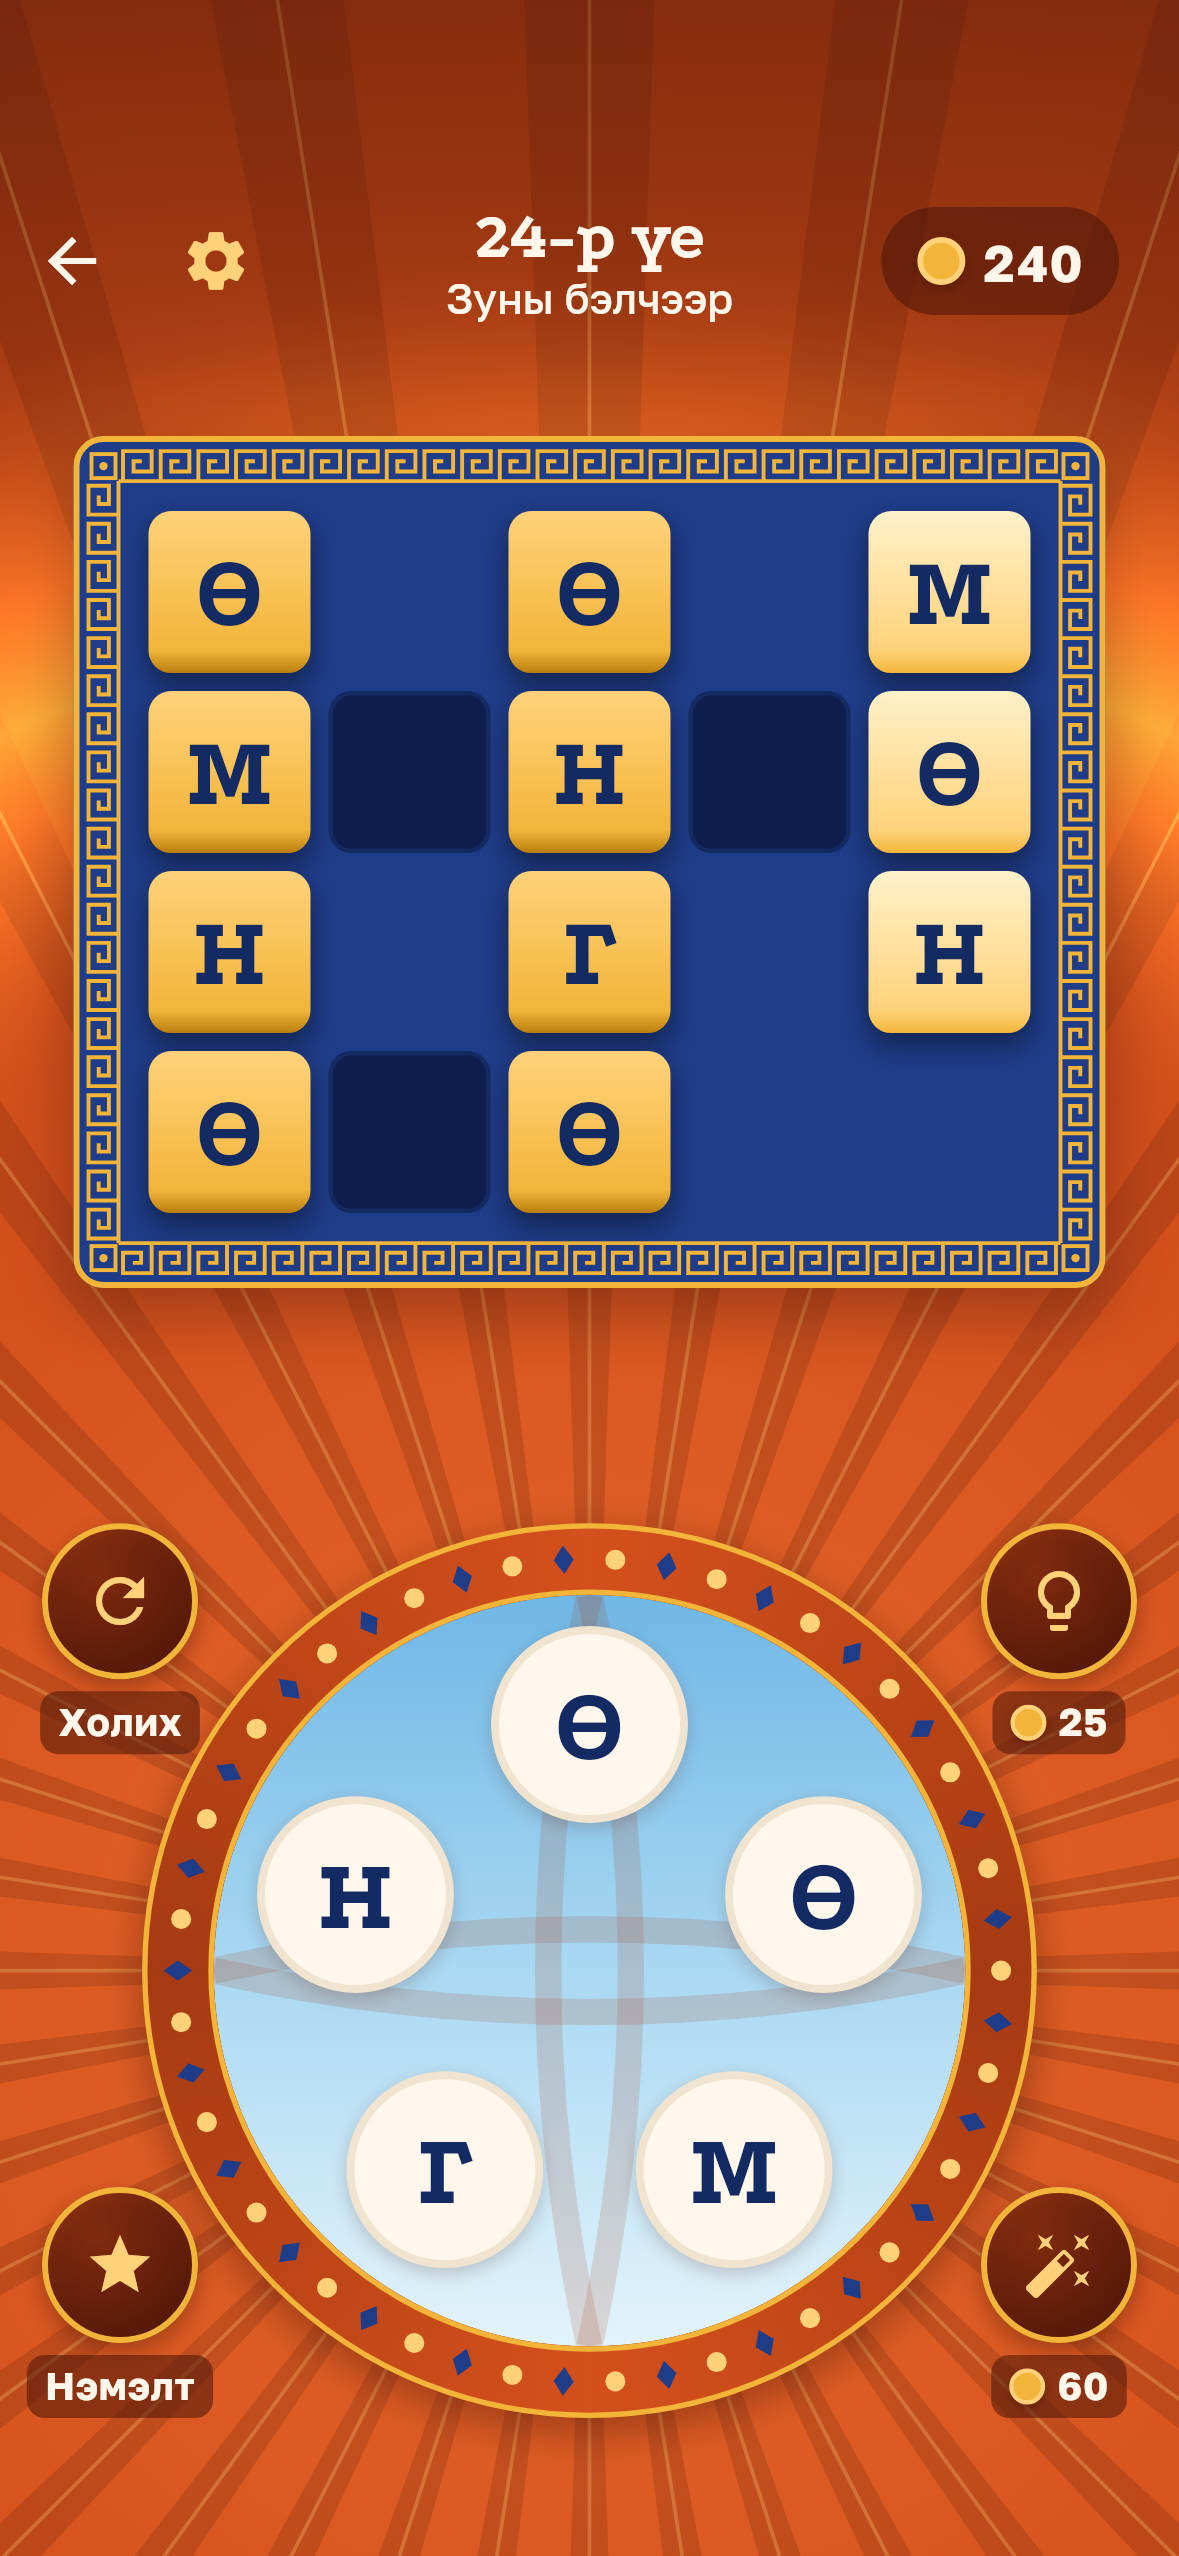 24-р үе
Зуны бэлчээр
240
Ө Ө М
М Н Ө
Н Г Н
Ө Ө
Ө
Н Ө
Г М
Холих
25
Нэмэлт
60